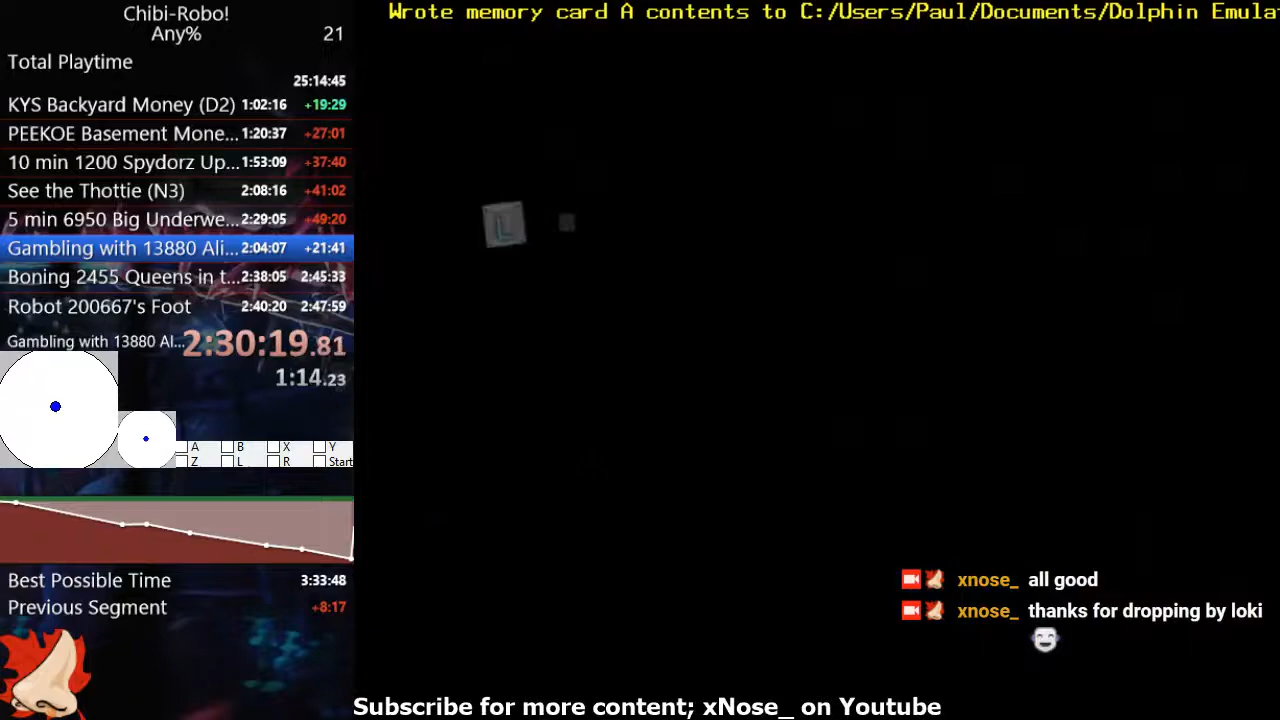 Chibi-Robo!
Any% 21
Total Playtime
25:14:45
KYS Backyard Money (D2) 1:02:16 +19:29
PEEKOE Basement Mone... 1:20:37 +27:01
10 min 1200 Spydorz Up... 1:53:09 +37:40
See the Thottie (N3) 2:08:16 +41:02
5 min 6950 Big Underwe... 2:29:05 +49:20
Gambling with 13880 Ali... 2:04:07 +21:41
Boning 2455 Queens in t... 2:38:05 2:45:33
Robot 200667's Foot 2:40:20 2:47:59
Gambling with 13880 Al... 2:30:19.81
1:14.23
A B X Y
Z L R Start
Best Possible Time 3:33:48
Previous Segment +8:17
Wrote memory card A contents to C:/Users/Paul/Documents/Dolphin Emula
L
xnose_ all good
xnose_ thanks for dropping by loki
Subscribe for more content; xNose_ on Youtube